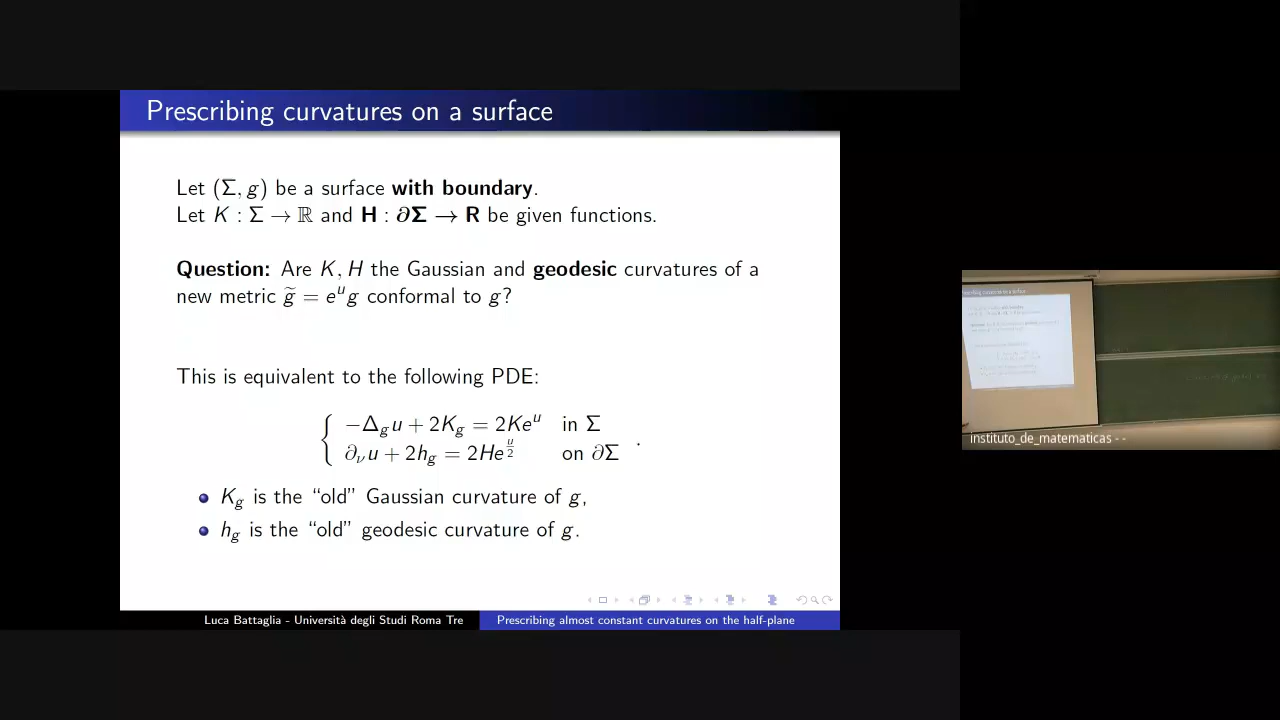 Prescribing curvatures on a surface
Let (Σ, g) be a surface with boundary.
Let K : Σ → ℝ and H : ∂Σ → R be given functions.
Question: Are K, H the Gaussian and geodesic curvatures of a
new metric g̃ = e^u g conformal to g?
This is equivalent to the following PDE:
{ −Δ_g u + 2K_g = 2Ke^u in Σ
∂_ν u + 2h_g = 2He^{u/2} on ∂Σ .
K_g is the “old” Gaussian curvature of g,
h_g is the “old” geodesic curvature of g.
Luca Battaglia - Università degli Studi Roma Tre
Prescribing almost constant curvatures on the half-plane
instituto_de_matematicas - -